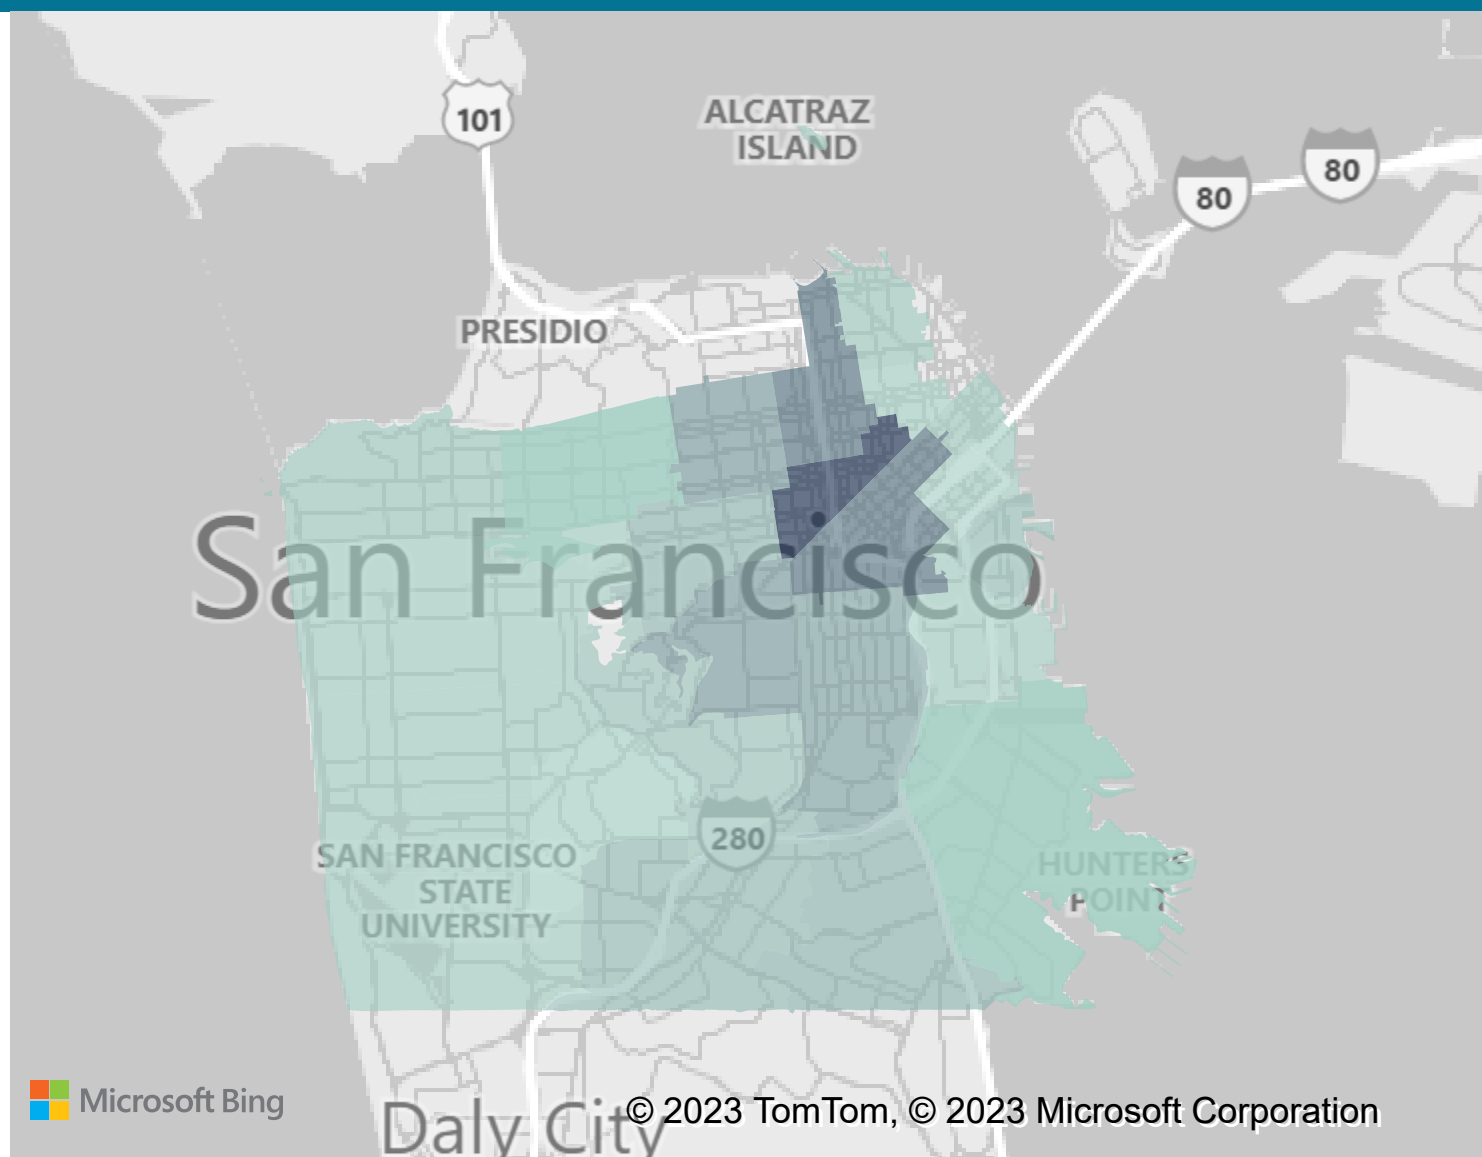 101
ALCATRAZ
ISLAND
80
80
PRESIDIO
San Francisco
280
SAN FRANCISCO
STATE
UNIVERSITY
HUNTERS
POINT
Microsoft Bing
Daly City
© 2023 TomTom, © 2023 Microsoft Corporation